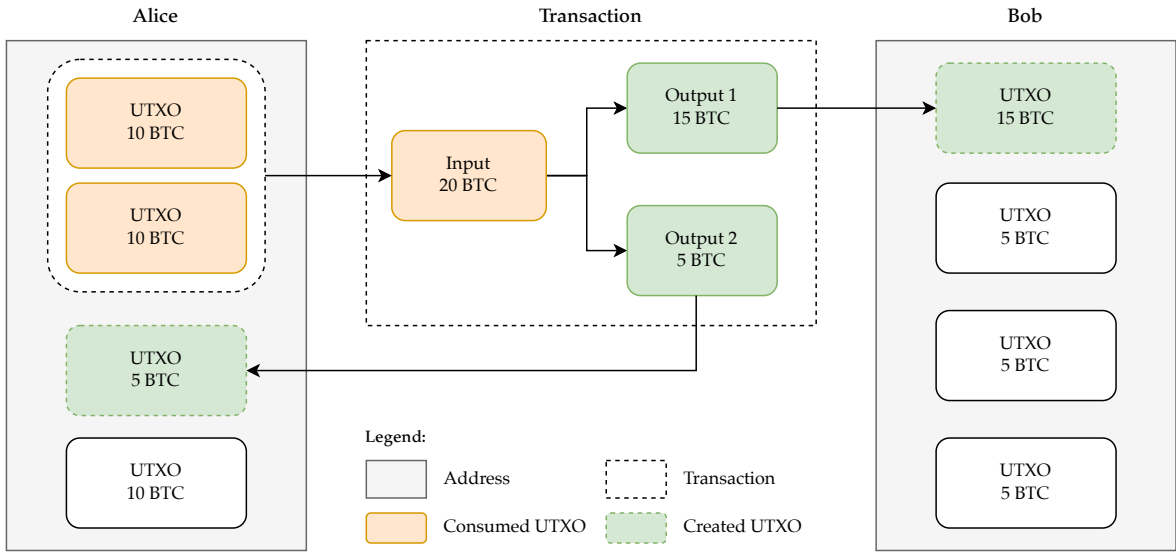 Alice
Transaction
Bob
UTXO
10 BTC
UTXO
10 BTC
UTXO
5 BTC
UTXO
10 BTC
Input
20 BTC
Output 1
15 BTC
Output 2
5 BTC
UTXO
15 BTC
UTXO
5 BTC
UTXO
5 BTC
UTXO
5 BTC
Legend:
Address
Transaction
Consumed UTXO
Created UTXO